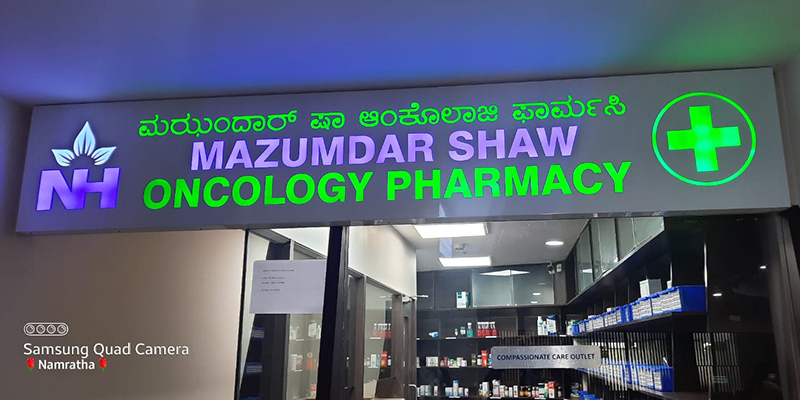 ಮಝುಂದಾರ್ ಷಾ ಆಂಕೊಲಾಜಿ ಫಾರ್ಮಸಿ
NH
MAZUMDAR SHAW
ONCOLOGY PHARMACY
COMPASSIONATE CARE OUTLET
Samsung Quad Camera
Namratha